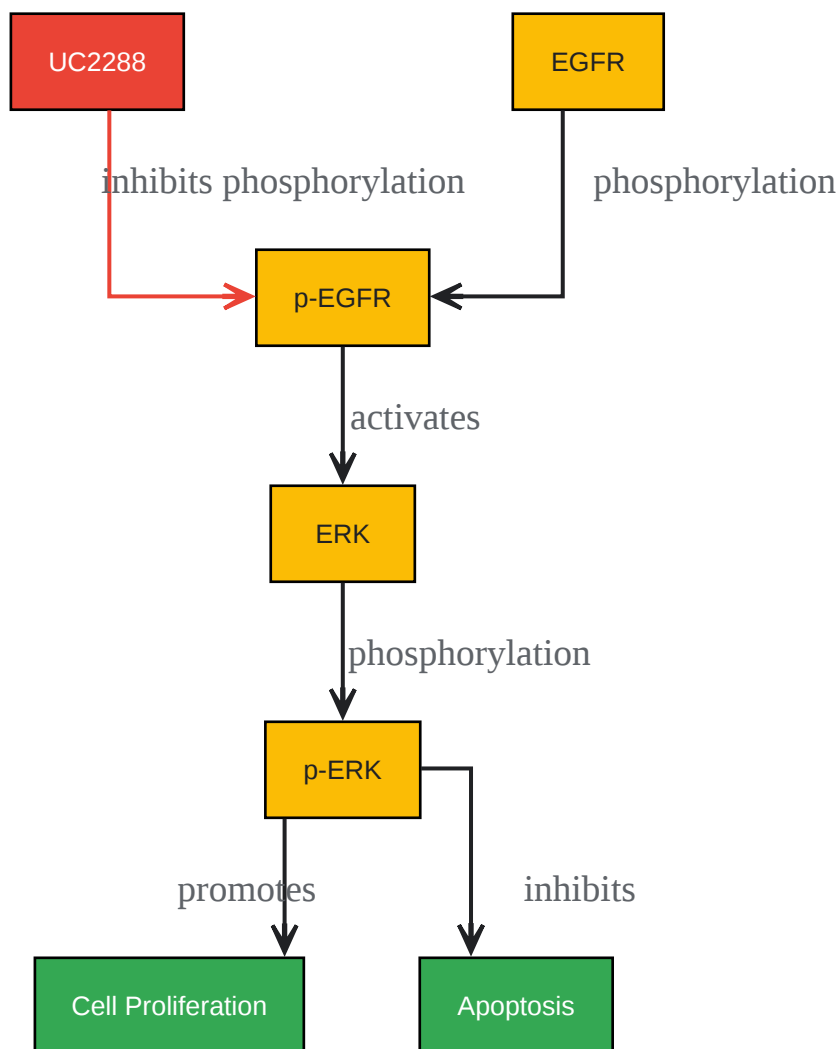 UC2288
EGFR
inhibits phosphorylation
phosphorylation
p-EGFR
activates
ERK
phosphorylation
p-ERK
promotes
inhibits
Cell Proliferation
Apoptosis